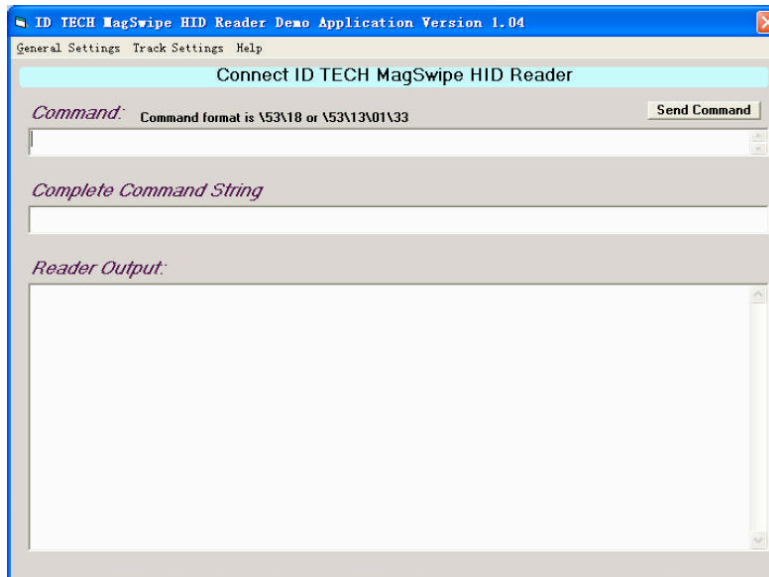 ID TECH MagSwipe HID Reader Demo Application Version 1.04
General Settings Track Settings Help
Connect ID TECH MagSwipe HID Reader
Command: Command format is \53\18 or \53\13\01\33 Send Command
Complete Command String
Reader Output: